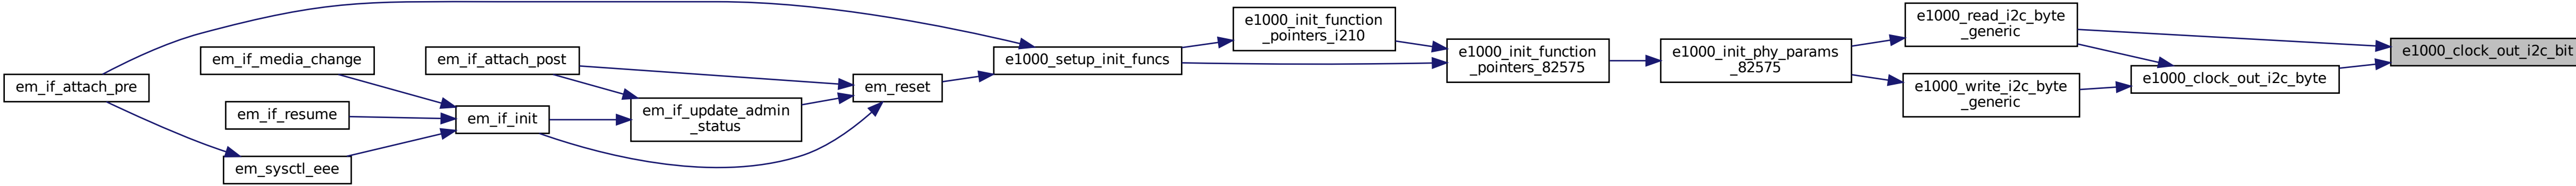 em_if_attach_pre
em_if_media_change
em_if_resume
em_sysctl_eee
em_if_attach_post
em_if_init
em_if_update_admin
_status
em_reset
e1000_setup_init_funcs
e1000_init_function
_pointers_i210
e1000_init_function
_pointers_82575
e1000_init_phy_params
_82575
e1000_read_i2c_byte
_generic
e1000_write_i2c_byte
_generic
e1000_clock_out_i2c_byte
e1000_clock_out_i2c_bit